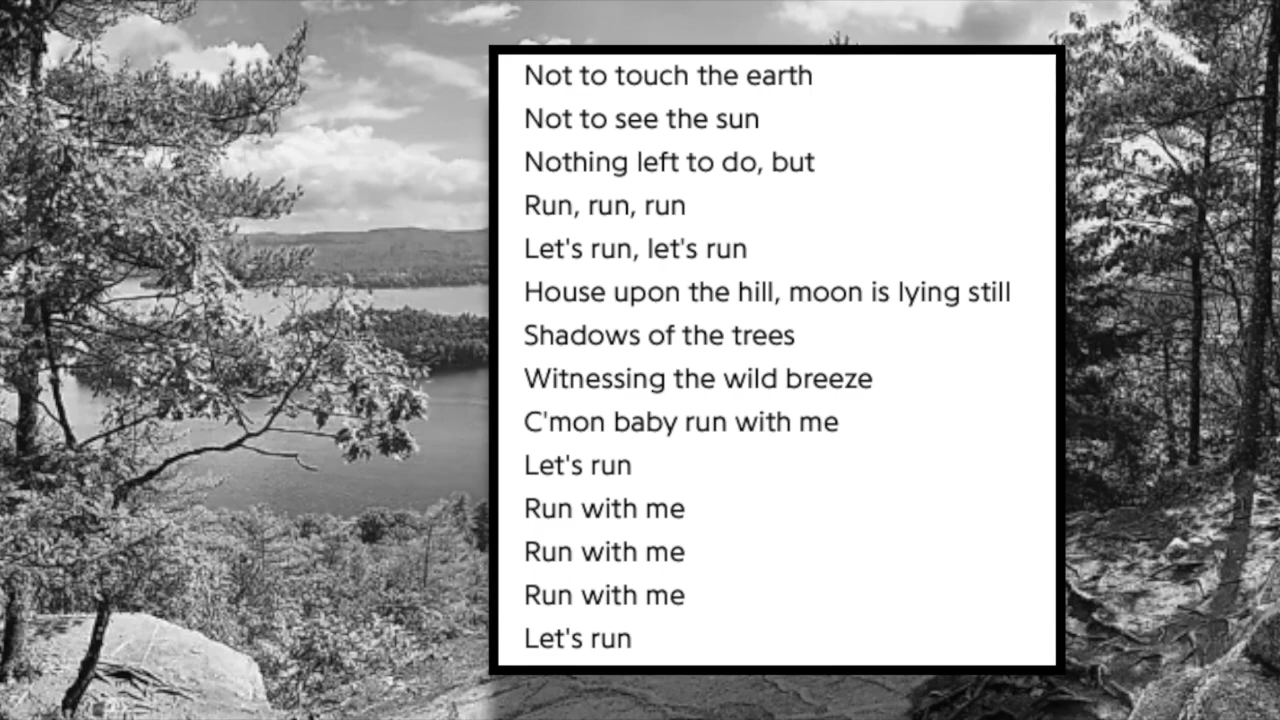 Not to touch the earth
Not to see the sun
Nothing left to do, but
Run, run, run
Let's run, let's run
House upon the hill, moon is lying still
Shadows of the trees
Witnessing the wild breeze
C'mon baby run with me
Let's run
Run with me
Run with me
Run with me
Let's run